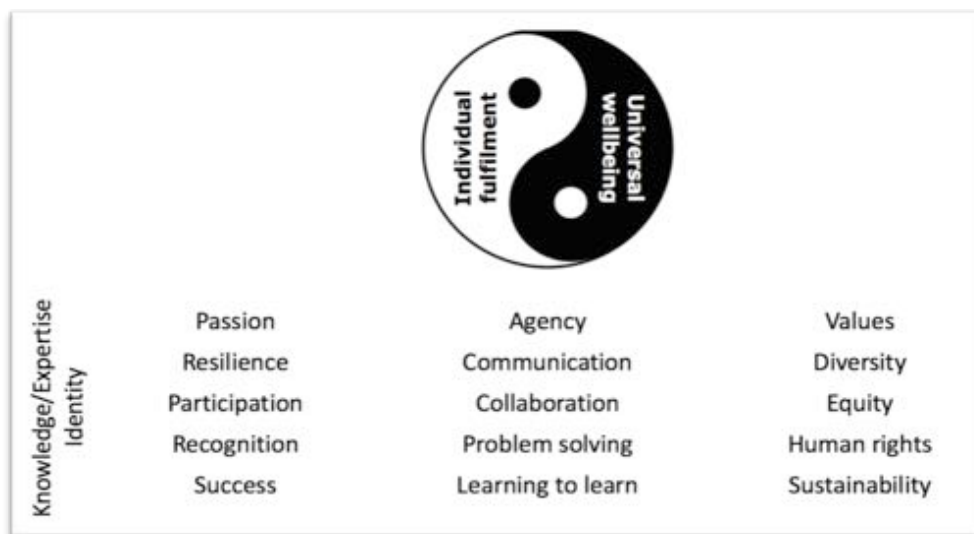 Individual
fulfilment
Universal
wellbeing
Knowledge/Expertise
Identity
Passion
Agency
Values
Resilience
Communication
Diversity
Participation
Collaboration
Equity
Recognition
Problem solving
Human rights
Success
Learning to learn
Sustainability